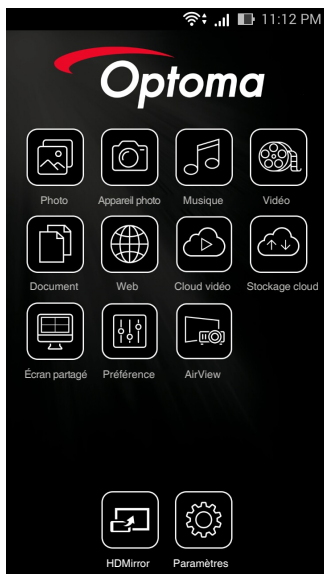 11:12 PM
Optoma
Photo Appareil photo Musique Vidéo
Document Web Cloud vidéo Stockage cloud
Écran partagé Préférence AirView
HDMirror Paramètres